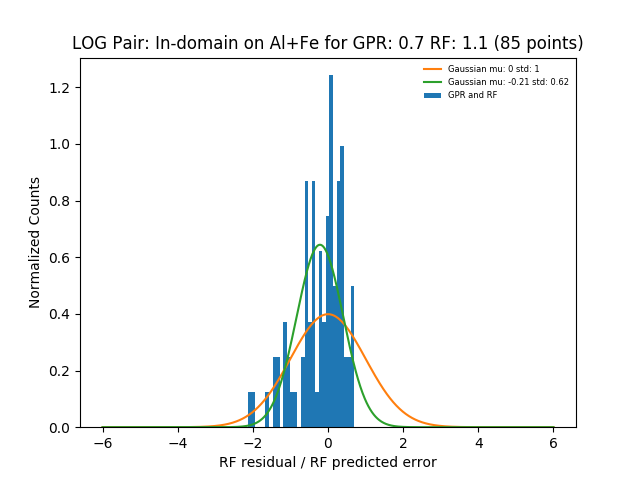 LOG Pair: In-domain on Al+Fe for GPR: 0.7 RF: 1.1 (85 points)
Gaussian mu: 0 std: 1
Gaussian mu: -0.21 std: 0.62
GPR and RF
Normalized Counts
1.2
1.0
0.8
0.6
0.4
0.2
0.0
−6 −4 −2 0 2 4 6
RF residual / RF predicted error